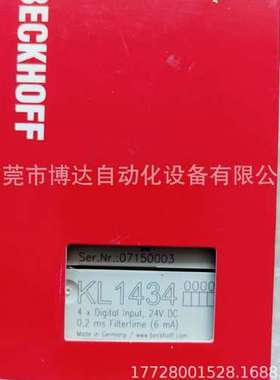 BECKHOFF
莞市博达自动化设备有限公
Ser.Nr.:07150003
KL1434
4 x Digital Input, 24V DC
0,2 ms Filtertime (6 mA)
Made in Germany / www.beckhoff.com
17728001528.1688